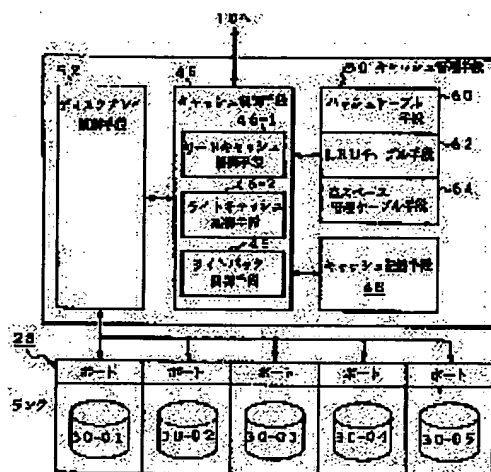 10へ
52
46
50 キャッシュ管理手段
ディスクアレイ
制御手段
キャッシュ制御手段
46-1
リードキャッシュ
制御手段
46-2
ライトキャッシュ
制御手段
ライトバック
制御手段
ハッシュテーブル
手段
60
LRUテーブル手段
62
空スペース
管理テーブル手段
64
キャッシュ記憶手段
48
28
ポート
ポート
ポート
ポート
ポート
ランク
30-01
30-02
30-03
30-04
30-05